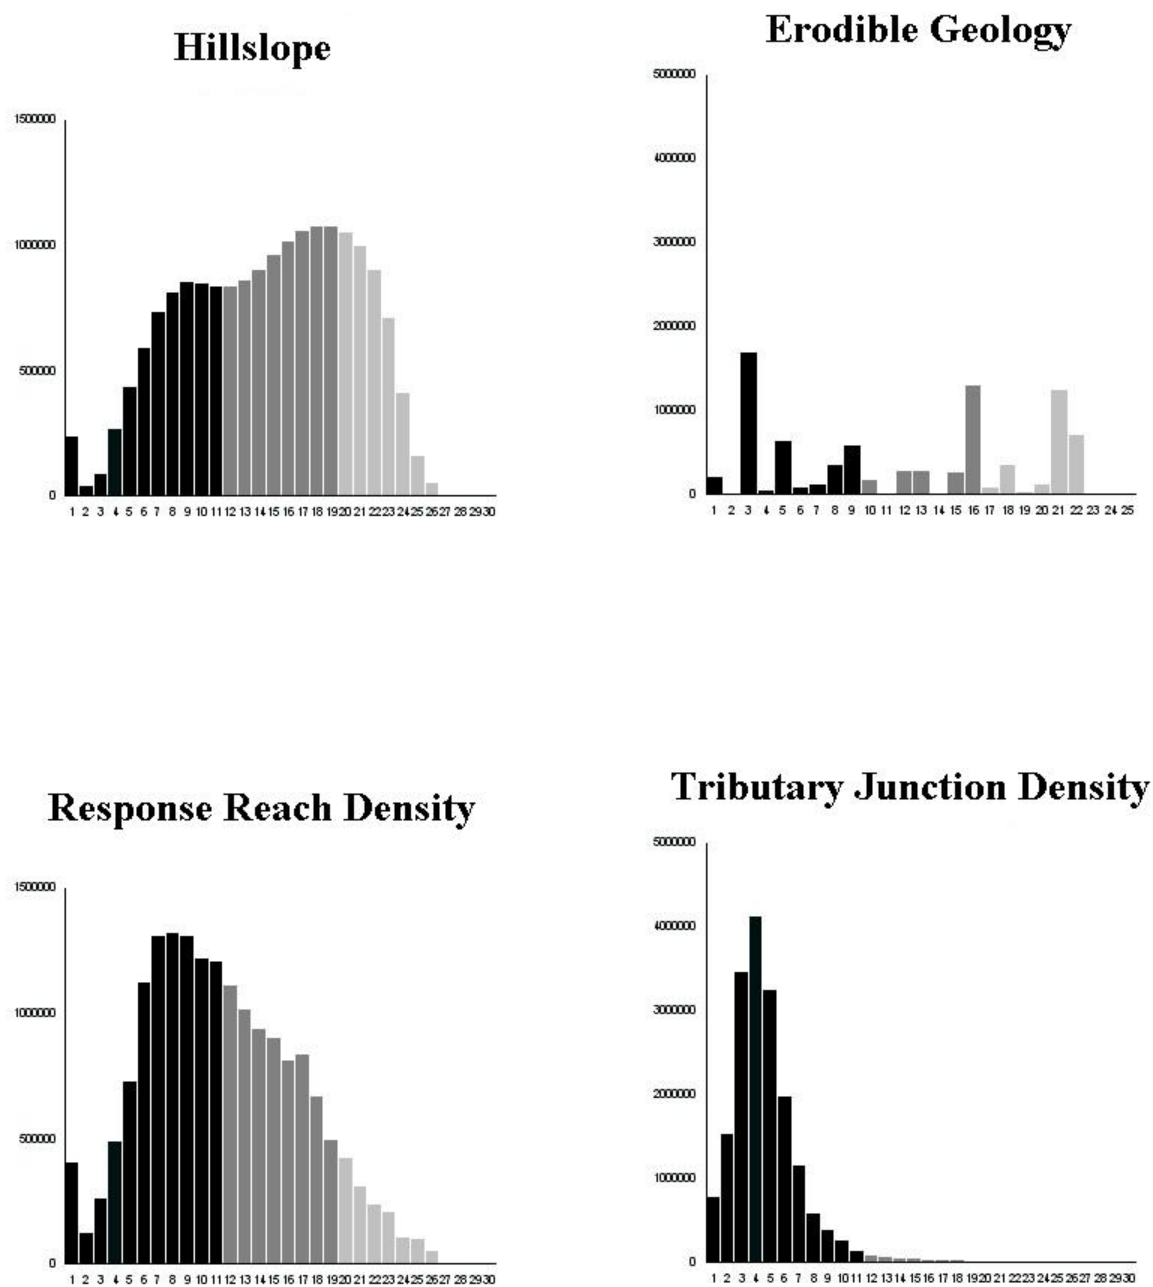 Hillslope
1500000
1000000
500000
0
1 2 3 4 5 6 7 8 9 10 11 12 13 14 15 16 17 18 19 20 21 22 23 24 25 26 27 28 29 30
Erodible Geology
5000000
4000000
3000000
2000000
1000000
0
1 2 3 4 5 6 7 8 9 10 11 12 13 14 15 16 17 18 19 20 21 22 23 24 25
Response Reach Density
1500000
1000000
500000
0
1 2 3 4 5 6 7 8 9 10 11 12 13 14 15 16 17 18 19 20 21 22 23 24 25 26 27 28 29 30
Tributary Junction Density
5000000
4000000
3000000
2000000
1000000
0
1 2 3 4 5 6 7 8 9 10 11 12 13 14 15 16 17 18 19 20 21 22 23 24 25 26 27 28 29 30